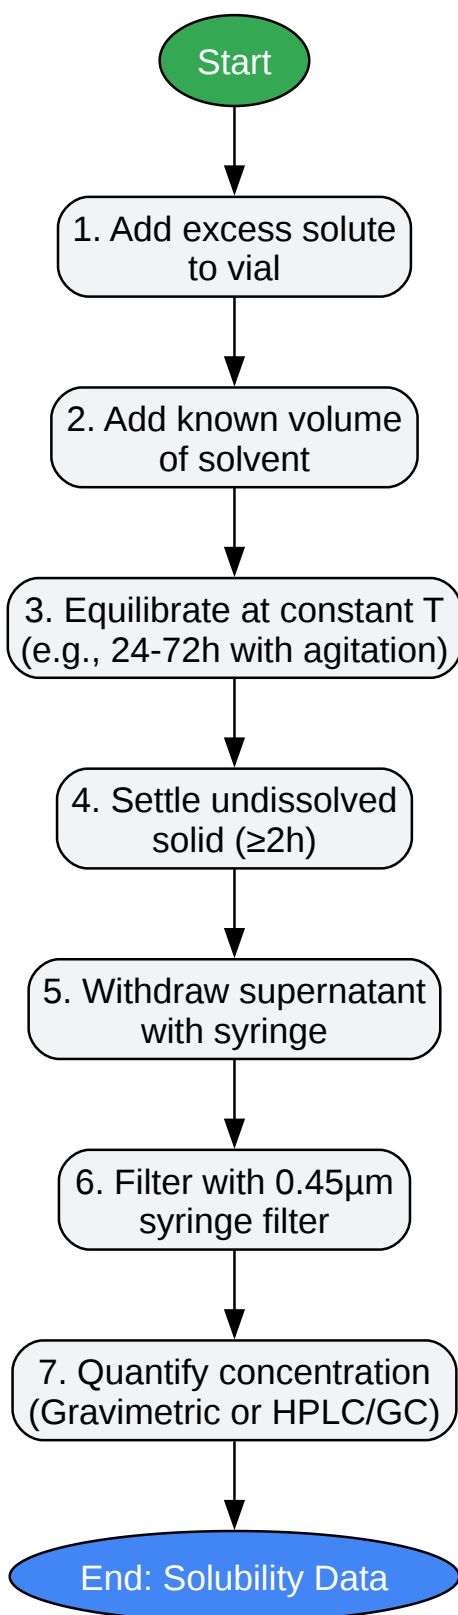 Start
1. Add excess solute
to vial
2. Add known volume
of solvent
3. Equilibrate at constant T
(e.g., 24-72h with agitation)
4. Settle undissolved
solid (≥2h)
5. Withdraw supernatant
with syringe
6. Filter with 0.45µm
syringe filter
7. Quantify concentration
(Gravimetric or HPLC/GC)
End: Solubility Data